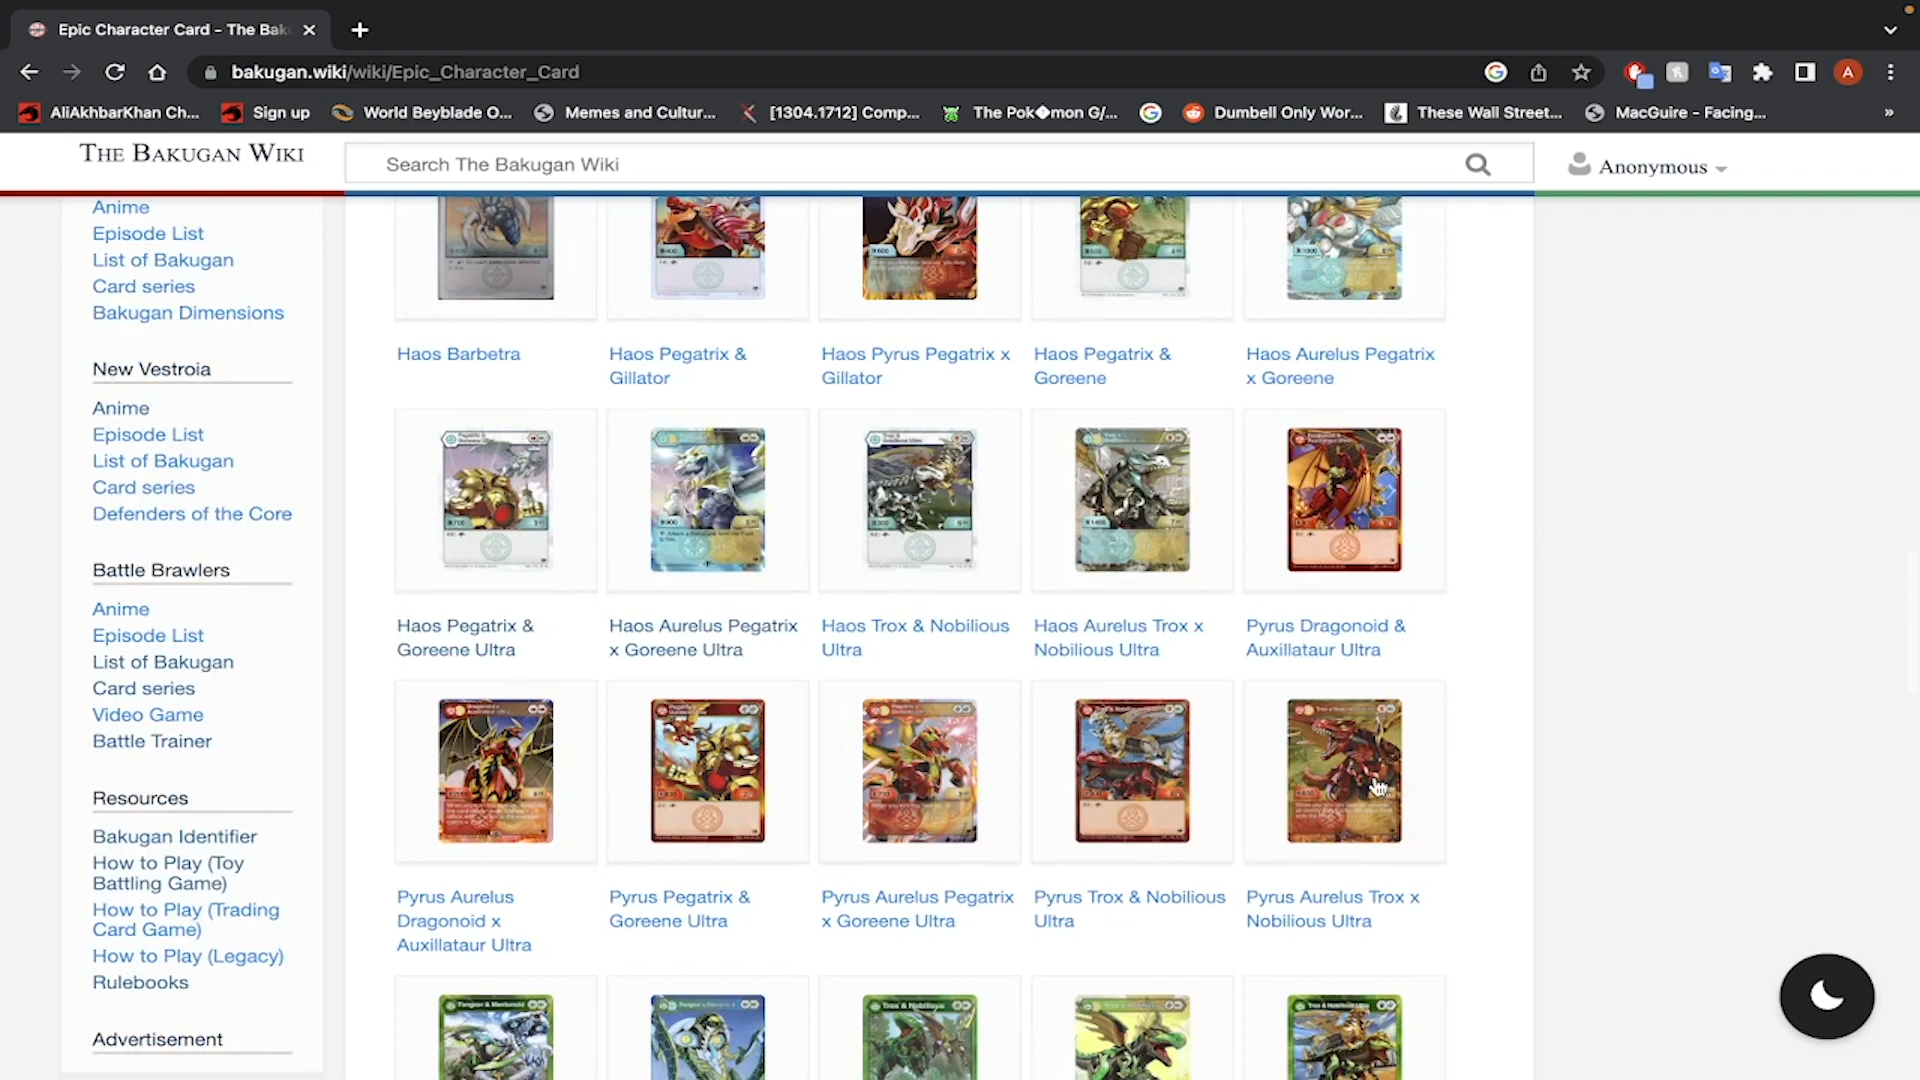 Epic Character Card - The Bak
bakugan.wiki/wiki/Epic_Character_Card
A
AliAkhbarKhan Ch...
Sign up
World Beyblade O...
Memes and Cultur...
[1304.1712] Comp...
The Pok�mon G/...
Dumbell Only Wor...
These Wall Street...
MacGuire - Facing...
»
THE BAKUGAN WIKI
Search The Bakugan Wiki
Anonymous
Anime
Episode List
List of Bakugan
Card series
Bakugan Dimensions
New Vestroia
Anime
Episode List
List of Bakugan
Card series
Defenders of the Core
Battle Brawlers
Anime
Episode List
List of Bakugan
Card series
Video Game
Battle Trainer
Resources
Bakugan Identifier
How to Play (Toy
Battling Game)
How to Play (Trading
Card Game)
How to Play (Legacy)
Rulebooks
Advertisement
Haos Barbetra
Haos Pegatrix &
Gillator
Haos Pyrus Pegatrix x
Gillator
Haos Pegatrix &
Goreene
Haos Aurelus Pegatrix
x Goreene
Haos Pegatrix &
Goreene Ultra
Haos Aurelus Pegatrix
x Goreene Ultra
Haos Trox & Nobilious
Ultra
Haos Aurelus Trox x
Nobilious Ultra
Pyrus Dragonoid &
Auxillataur Ultra
Pyrus Aurelus
Dragonoid x
Auxillataur Ultra
Pyrus Pegatrix &
Goreene Ultra
Pyrus Aurelus Pegatrix
x Goreene Ultra
Pyrus Trox & Nobilious
Ultra
Pyrus Aurelus Trox x
Nobilious Ultra
Trox & Nobilious
Trox & Nobilious Ultra